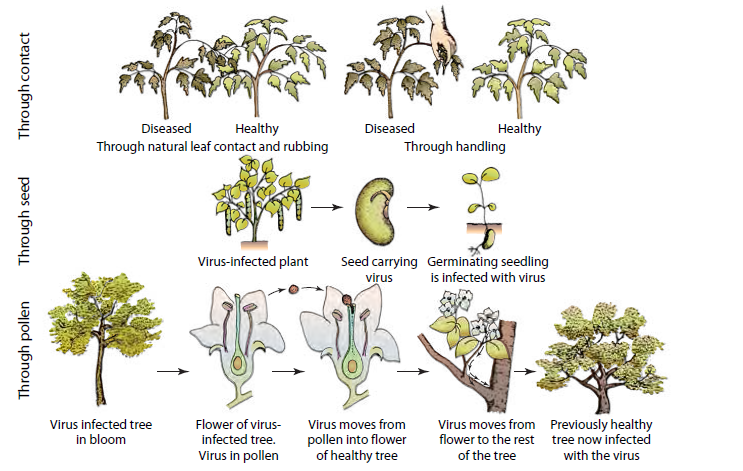 Through contact
Diseased
Healthy
Diseased
Healthy
Through natural leaf contact and rubbing
Through handling
Through seed
Virus-infected plant
Seed carrying
virus
Germinating seedling
is infected with virus
Through pollen
Virus infected tree
in bloom
Flower of virus-
infected tree.
Virus in pollen
Virus moves from
pollen into flower
of healthy tree
Virus moves from
flower to the rest
of the tree
Previously healthy
tree now infected
with the virus